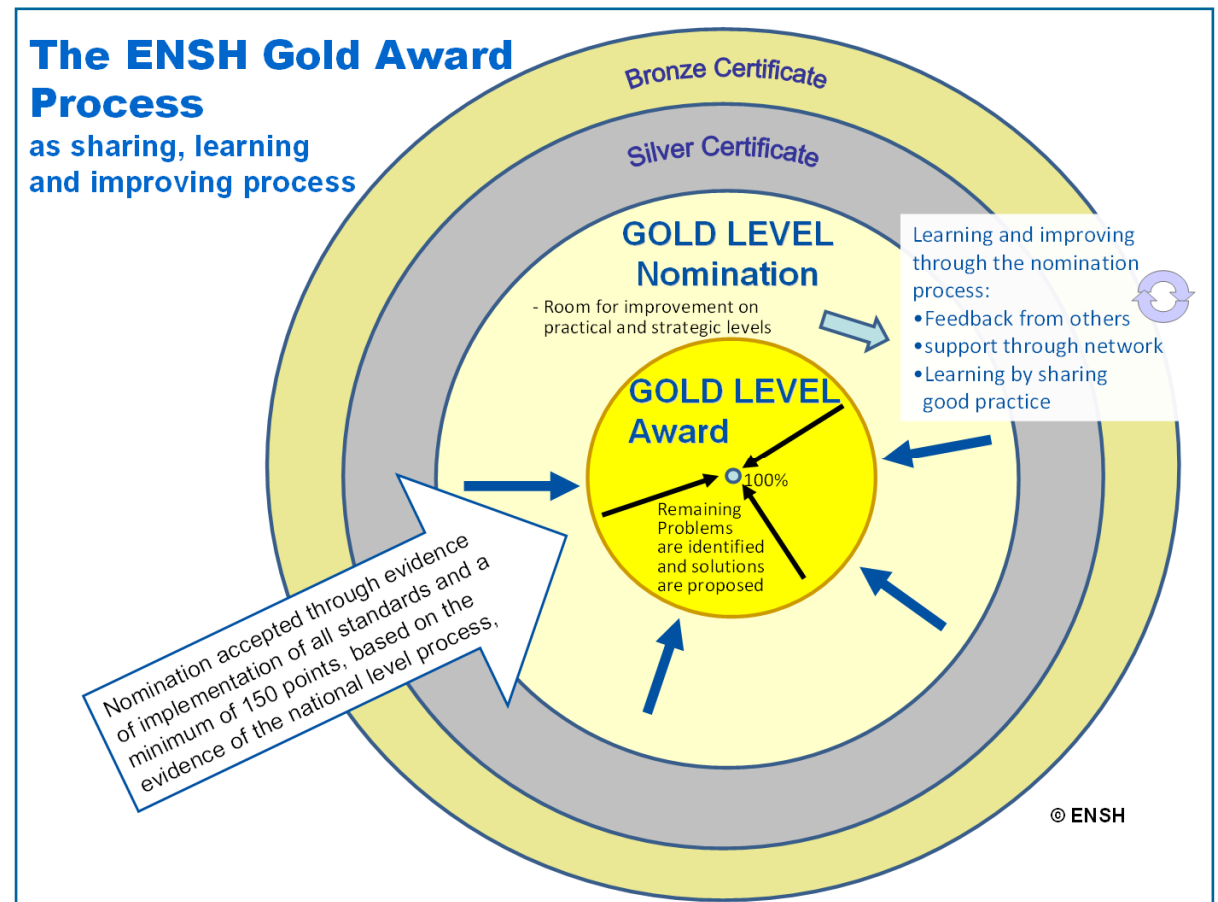 The ENSH Gold Award
Process
as sharing, learning
and improving process
Bronze Certificate
Silver Certificate
GOLD LEVEL
Nomination
- Room for improvement on
practical and strategic levels
Learning and improving
through the nomination
process:
•Feedback from others
•support through network
•Learning by sharing
good practice
GOLD LEVEL
Award
100%
Remaining
Problems
are identified
and solutions
are proposed
Nomination accepted through evidence
of implementation of all standards and a
minimum of 150 points, based on the
evidence of the national level process,
© ENSH